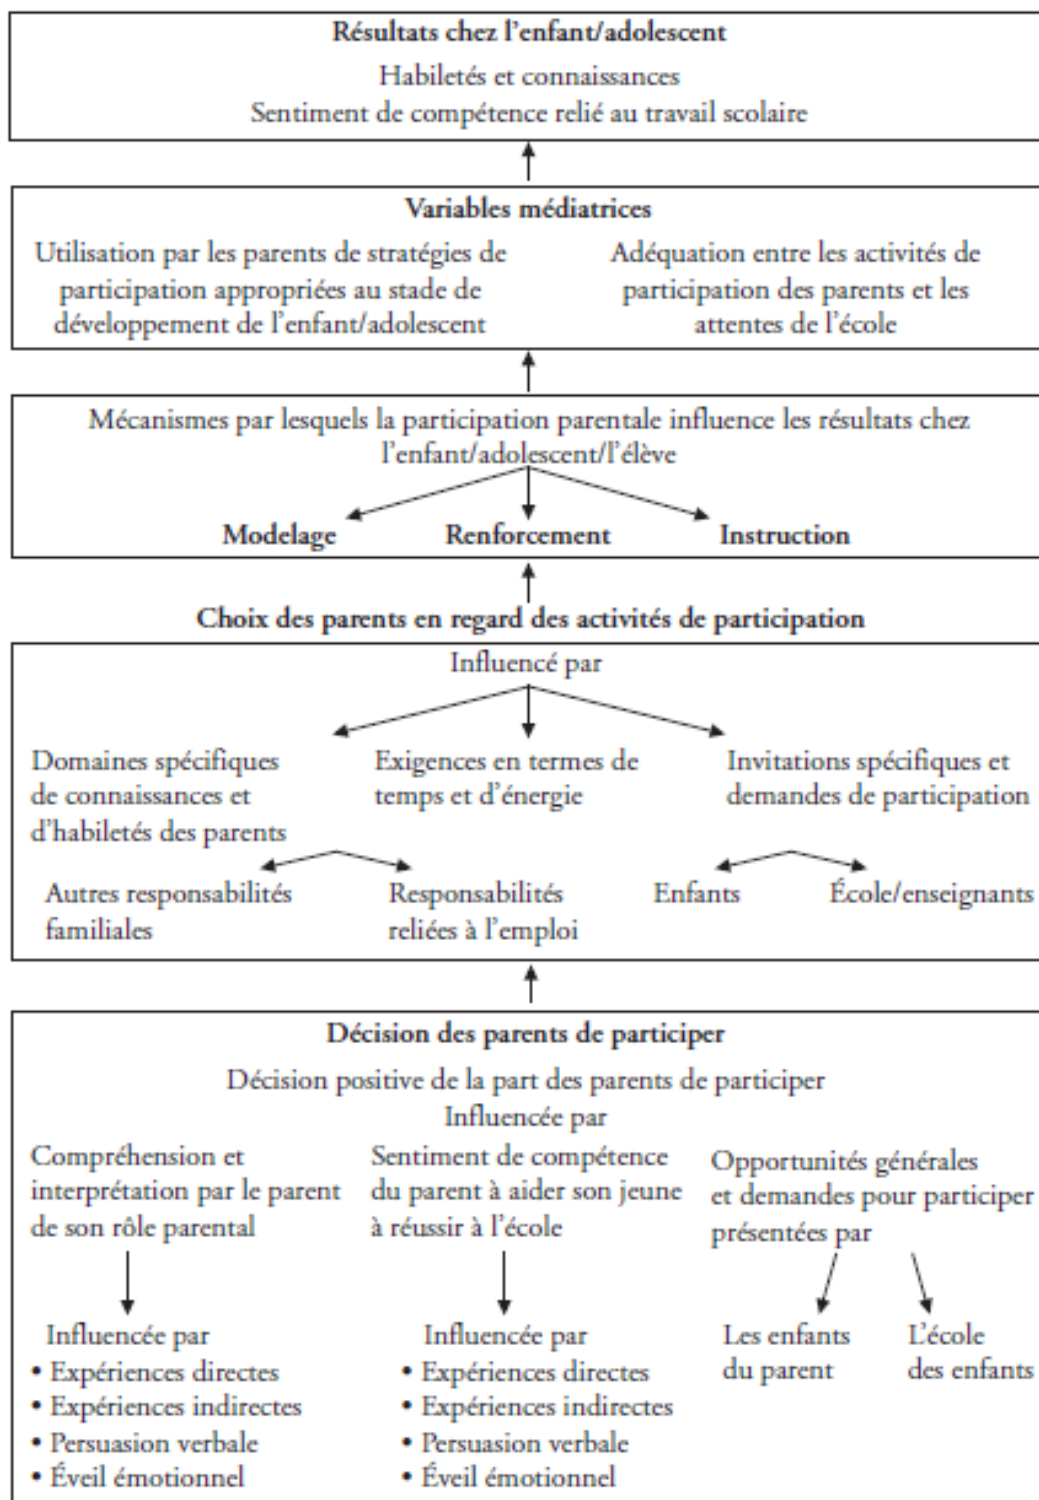 Résultats chez l'enfant/adolescent
Habiletés et connaissances
Sentiment de compétence relié au travail scolaire
Variables médiatrices
Utilisation par les parents de stratégies de
participation appropriées au stade de
développement de l'enfant/adolescent
Adéquation entre les activités de
participation des parents et les
attentes de l'école
Mécanismes par lesquels la participation parentale influence les résultats chez
l'enfant/adolescent/l'élève
Modelage
Renforcement
Instruction
Choix des parents en regard des activités de participation
Influencé par
Domaines spécifiques
de connaissances et
d'habiletés des parents
Exigences en termes de
temps et d'énergie
Invitations spécifiques et
demandes de participation
Autres responsabilités
familiales
Responsabilités
reliées à l'emploi
Enfants
École/enseignants
Décision des parents de participer
Décision positive de la part des parents de participer
Influencée par
Compréhension et
interprétation par le parent
de son rôle parental
Sentiment de compétence
du parent à aider son jeune
à réussir à l'école
Opportunités générales
et demandes pour participer
présentées par
Influencée par
• Expériences directes
• Expériences indirectes
• Persuasion verbale
• Éveil émotionnel
Influencée par
• Expériences directes
• Expériences indirectes
• Persuasion verbale
• Éveil émotionnel
Les enfants
du parent
L'école
des enfants